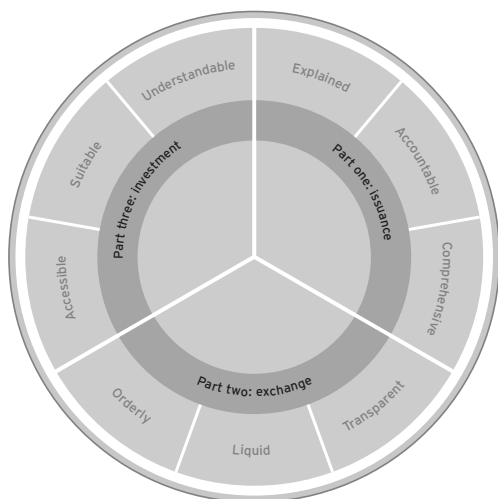 Explained
Accountable
Comprehensive
Transparent
Liquid
Orderly
Accessible
Suitable
Understandable
Part one: issuance
Part two: exchange
Part three: investment